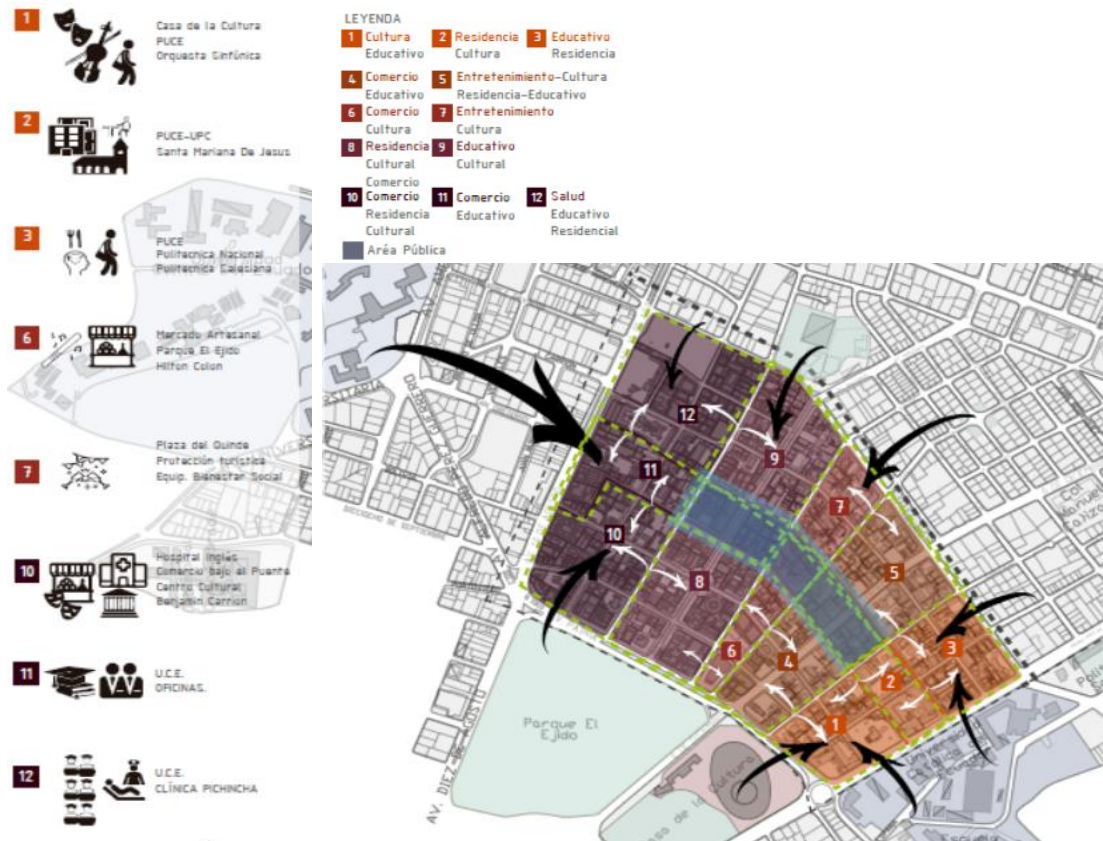 1
Casa de la Cultura
PUCE
Orquesta Sinfónica
2
PUCE-UPC
Santa Mariana De Jesus
3
PUCE
Politecnica Nacional
Politecnica Salesiana
6
Mercado Artesanal
Parque El Ejido
Hilton Colon
7
Plaza del Quinde
Protección turística
Equip. Bienestar Social
10
Hospital Inglés
Comercio bajo el Puente
Centro Cultural
Benjamin Carrion
11
U.C.E.
OFICINAS.
12
U.C.E.
CLÍNICA PICHINCHA
LEYENDA
1 Cultura
Educativo
2 Residencia
Cultura
3 Educativo
Residencia
4 Comercio
Educativo
5 Entretenimiento-Cultura
Residencia-Educativo
6 Comercio
Cultura
7 Entretenimiento
Cultura
8 Residencia
Cultural
Comercio
9 Educativo
Cultural
10 Comercio
Residencia
Cultural
11 Comercio
Educativo
12 Salud
Educativo
Residencial
Aréa Pública
12
11
9
7
10
8
5
6
4
3
2
1
Parque El
Ejido
AV. DIEZ DE AGOSTO
de la Cultura